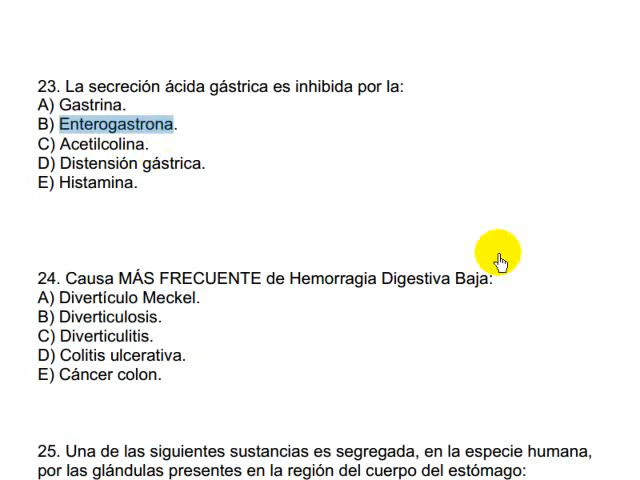 23. La secreción ácida gástrica es inhibida por la:
A) Gastrina.
B) Enterogastrona.
C) Acetilcolina.
D) Distensión gástrica.
E) Histamina.
24. Causa MÁS FRECUENTE de Hemorragia Digestiva Baja:
A) Divertículo Meckel.
B) Diverticulosis.
C) Diverticulitis.
D) Colitis ulcerativa.
E) Cáncer colon.
25. Una de las siguientes sustancias es segregada, en la especie humana,
por las glándulas presentes en la región del cuerpo del estómago: